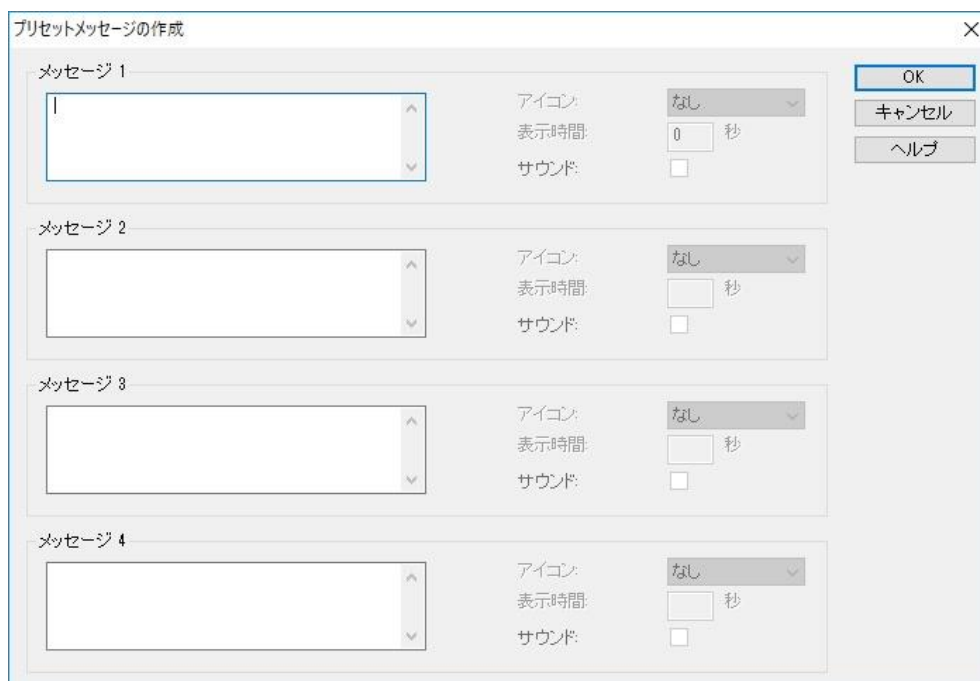 プリセットメッセージの作成
メッセージ 1
アイコン: なし
表示時間: 0 秒
サウンド:
OK
キャンセル
ヘルプ
メッセージ 2
アイコン: なし
表示時間: 秒
サウンド:
メッセージ 3
アイコン: なし
表示時間: 秒
サウンド:
メッセージ 4
アイコン: なし
表示時間: 秒
サウンド: